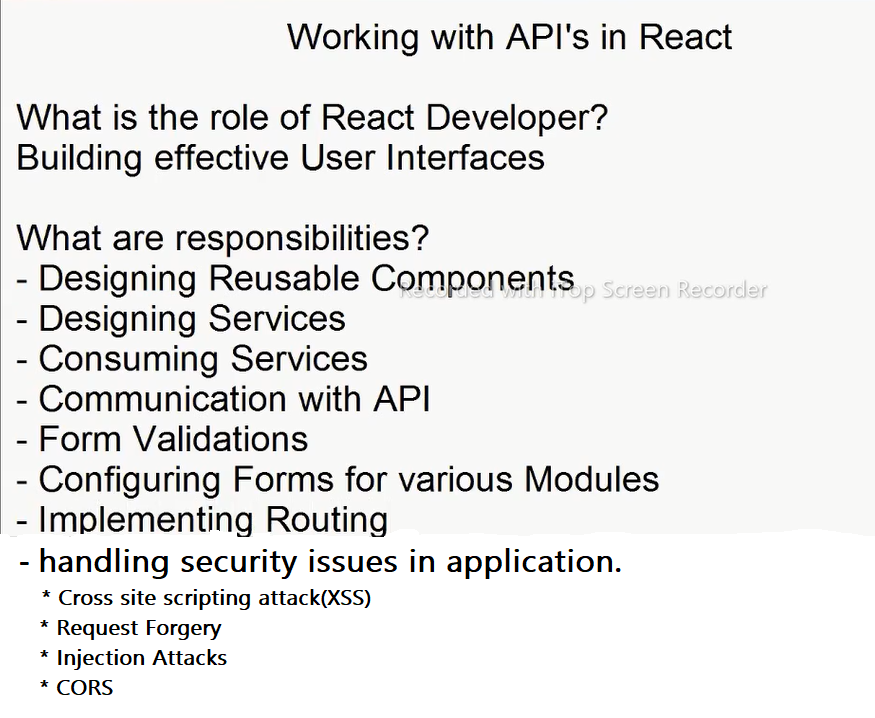 Working with API's in React
What is the role of React Developer?
Building effective User Interfaces
What are responsibilities?
- Designing Reusable Components
Recorded with iTop Screen Recorder
- Designing Services
- Consuming Services
- Communication with API
- Form Validations
- Configuring Forms for various Modules
- Implementing Routing
- handling security issues in application.
* Cross site scripting attack(XSS)
* Request Forgery
* Injection Attacks
* CORS